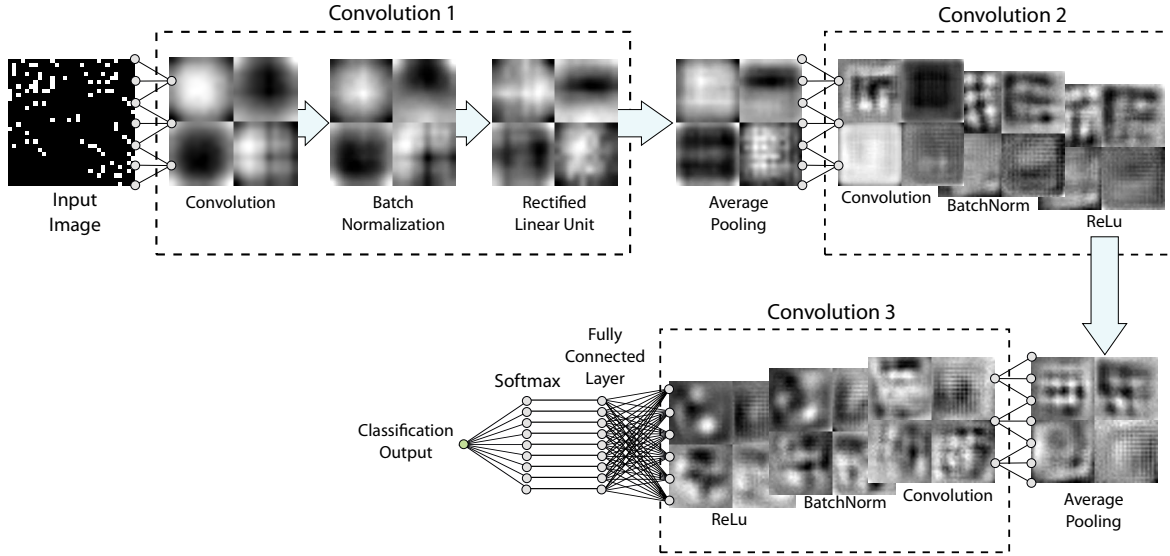 Convolution 1
Convolution 2
Input
Image
Convolution
Batch
Normalization
Rectified
Linear Unit
Average
Pooling
Convolution
BatchNorm
ReLu
Convolution 3
Fully
Connected
Layer
Softmax
Classification
Output
ReLu
BatchNorm
Convolution
Average
Pooling